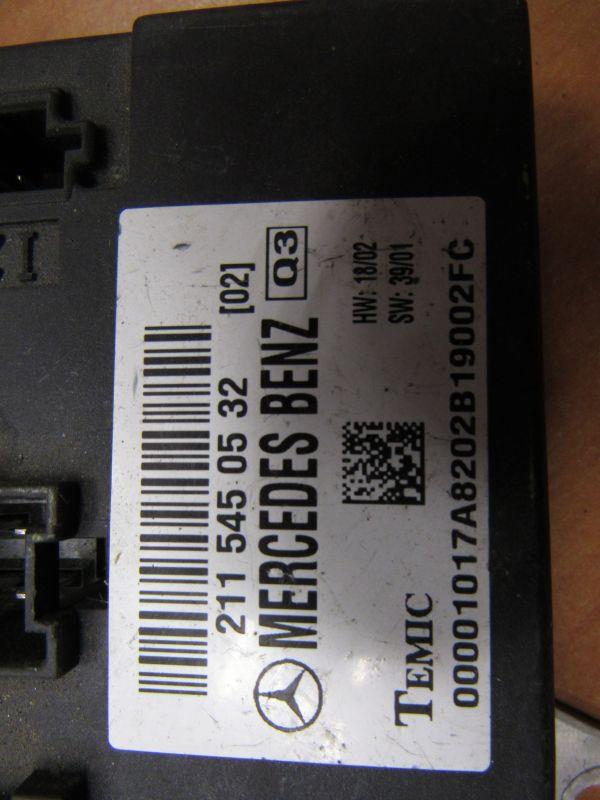 211 545 05 32 [02]
MERCEDES BENZ Q3
HW: 18/02
SW: 39/01
TEMIC
00001017A8202B19002FC